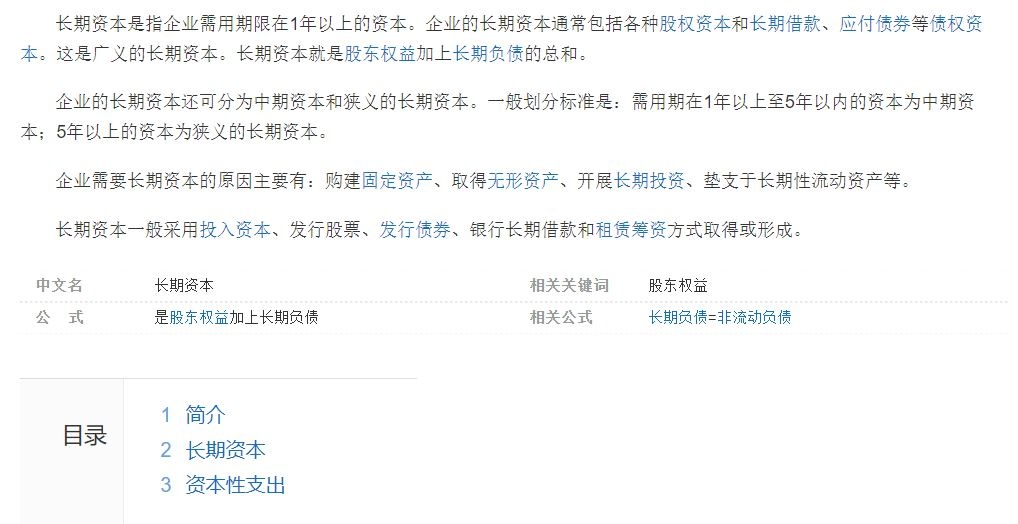 长期资本是指企业需用期限在1年以上的资本。企业的长期资本通常包括各种股权资本和长期借款、应付债券等债权资
本。这是广义的长期资本。长期资本就是股东权益加上长期负债的总和。
企业的长期资本还可分为中期资本和狭义的长期资本。一般划分标准是：需用期在1年以上至5年以内的资本为中期资
本；5年以上的资本为狭义的长期资本。
企业需要长期资本的原因主要有：购建固定资产、取得无形资产、开展长期投资、垫支于长期性流动资产等。
长期资本一般采用投入资本、发行股票、发行债券、银行长期借款和租赁筹资方式取得或形成。
中文名 长期资本 相关关键词 股东权益
公 式 是股东权益加上长期负债 相关公式 长期负债=非流动负债
目录
1 简介
2 长期资本
3 资本性支出